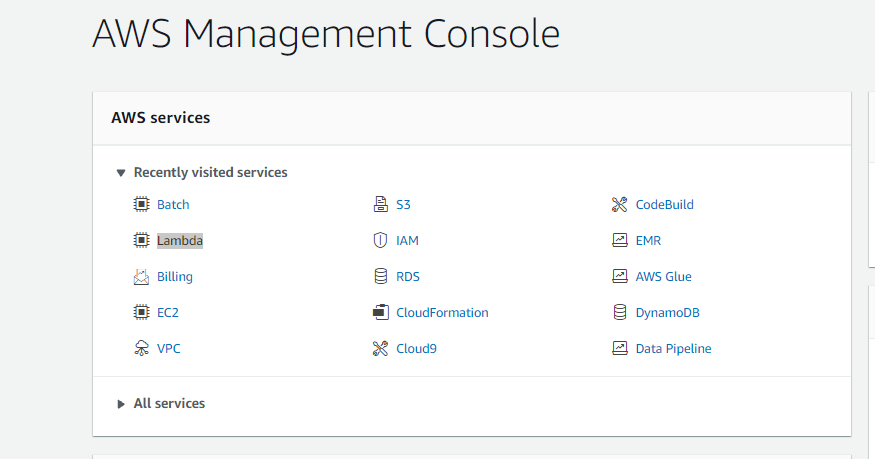 AWS Management Console
AWS services
Recently visited services
Batch
S3
CodeBuild
Lambda
IAM
EMR
Billing
RDS
AWS Glue
EC2
CloudFormation
DynamoDB
VPC
Cloud9
Data Pipeline
All services